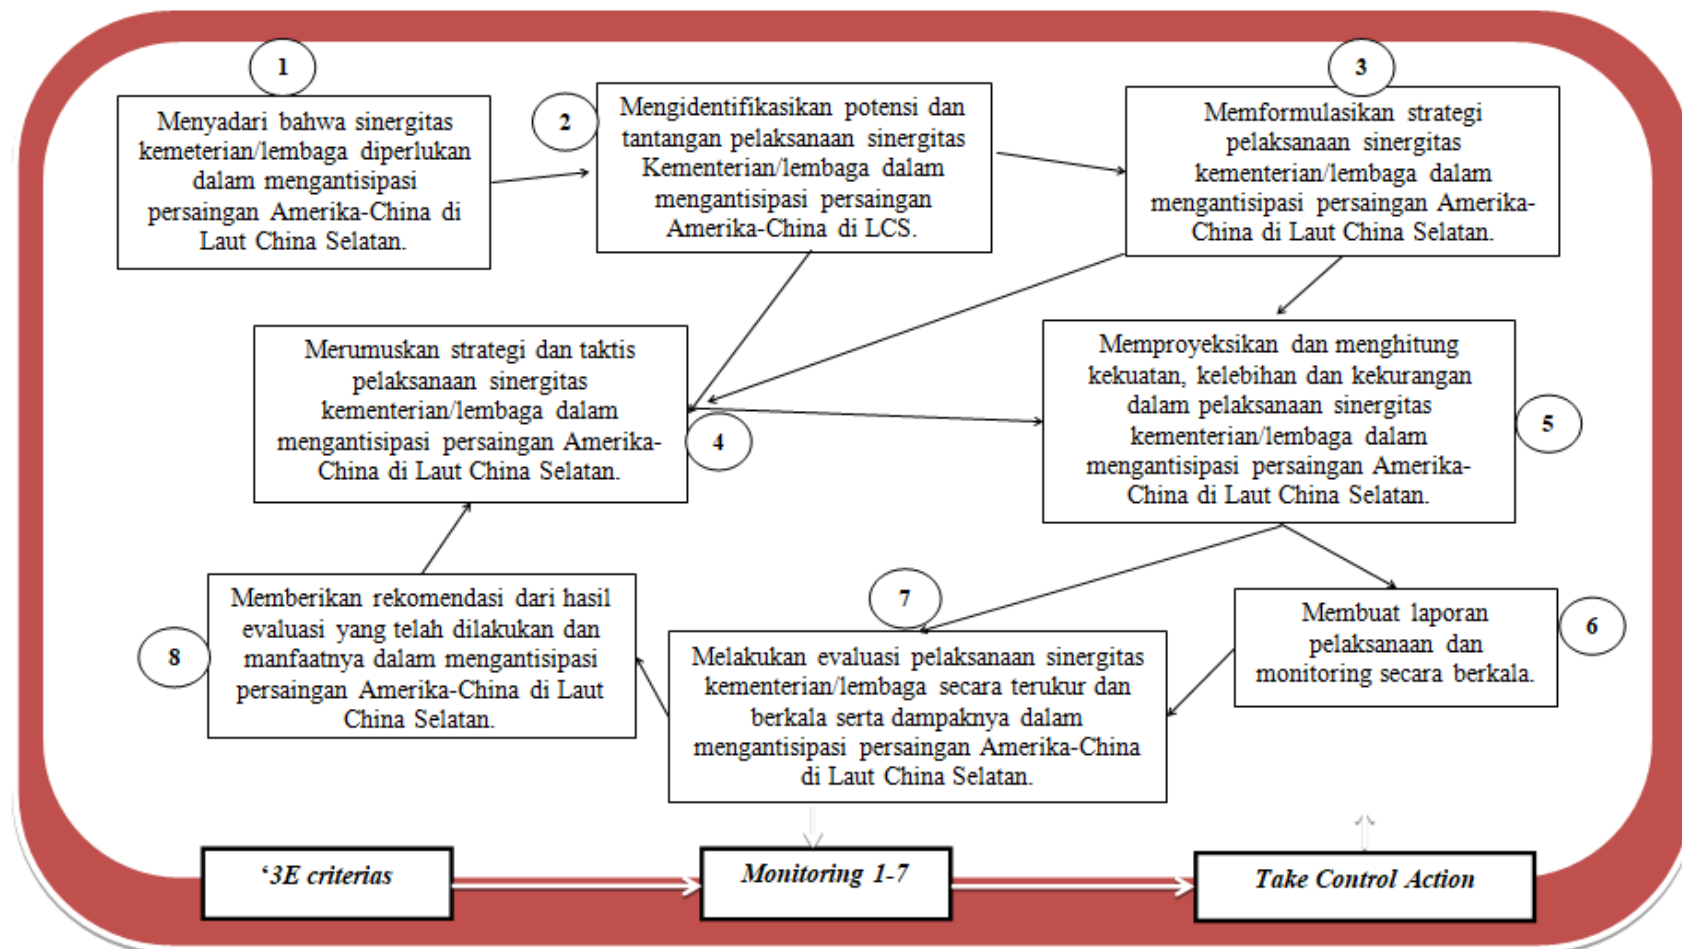 1
Menyadari bahwa sinergitas
kemeterian/lembaga diperlukan
dalam mengantisipasi
persaingan Amerika-China di
Laut China Selatan.
2
Mengidentifikasikan potensi dan
tantangan pelaksanaan sinergitas
Kementerian/lembaga dalam
mengantisipasi persaingan
Amerika-China di LCS.
3
Memformulasikan strategi
pelaksanaan sinergitas
kementerian/lembaga dalam
mengantisipasi persaingan Amerika-
China di Laut China Selatan.
Merumuskan strategi dan taktis
pelaksanaan sinergitas
kementerian/lembaga dalam
mengantisipasi persaingan Amerika-
China di Laut China Selatan.
4
Memproyeksikan dan menghitung
kekuatan, kelebihan dan kekurangan
dalam pelaksanaan sinergitas
kementerian/lembaga dalam
mengantisipasi persaingan Amerika-
China di Laut China Selatan.
5
Membuat laporan
pelaksanaan dan
monitoring secara berkala.
6
7
Melakukan evaluasi pelaksanaan sinergitas
kementerian/lembaga secara terukur dan
berkala serta dampaknya dalam
mengantisipasi persaingan Amerika-China
di Laut China Selatan.
8
Memberikan rekomendasi dari hasil
evaluasi yang telah dilakukan dan
manfaatnya dalam mengantisipasi
persaingan Amerika-China di Laut
China Selatan.
‘3E criterias
Monitoring 1-7
Take Control Action